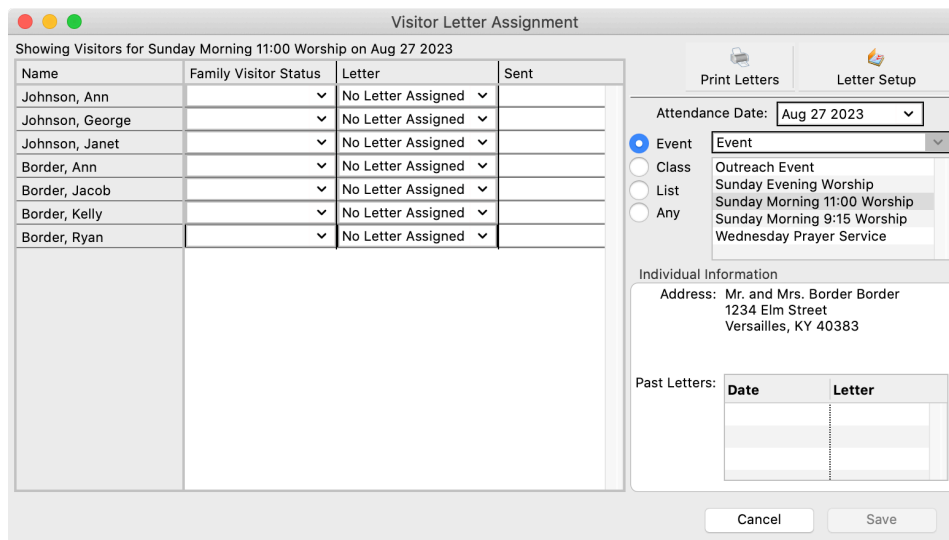 Visitor Letter Assignment
Showing Visitors for Sunday Morning 11:00 Worship on Aug 27 2023
Name Family Visitor Status Letter Sent
Johnson, Ann No Letter Assigned
Johnson, George No Letter Assigned
Johnson, Janet No Letter Assigned
Border, Ann No Letter Assigned
Border, Jacob No Letter Assigned
Border, Kelly No Letter Assigned
Border, Ryan No Letter Assigned
Print Letters Letter Setup
Attendance Date: Aug 27 2023
Event Event
Class
List
Any
Outreach Event
Sunday Evening Worship
Sunday Morning 11:00 Worship
Sunday Morning 9:15 Worship
Wednesday Prayer Service
Individual Information
Address: Mr. and Mrs. Border Border
1234 Elm Street
Versailles, KY 40383
Past Letters: Date Letter
Cancel Save